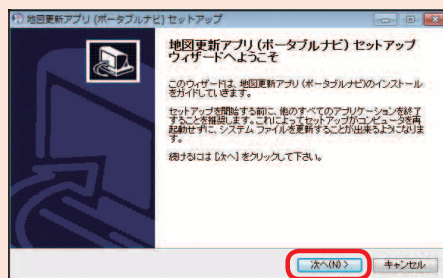 地図更新アプリ(ポータブルナビ) セットアップ
地図更新アプリ(ポータブルナビ) セットアップ
ウィザードへようこそ
このウィザードは、地図更新アプリ(ポータブルナビ)のインストール
をガイドしていきます。
セットアップを開始する前に、他のすべてのアプリケーションを終了
することを推奨します。これによってセットアップがコンピュータを再
起動せずに、システム ファイルを更新することが出来るようになりま
す。
続けるには [次へ] をクリックして下さい。
次へ(N) >
キャンセル